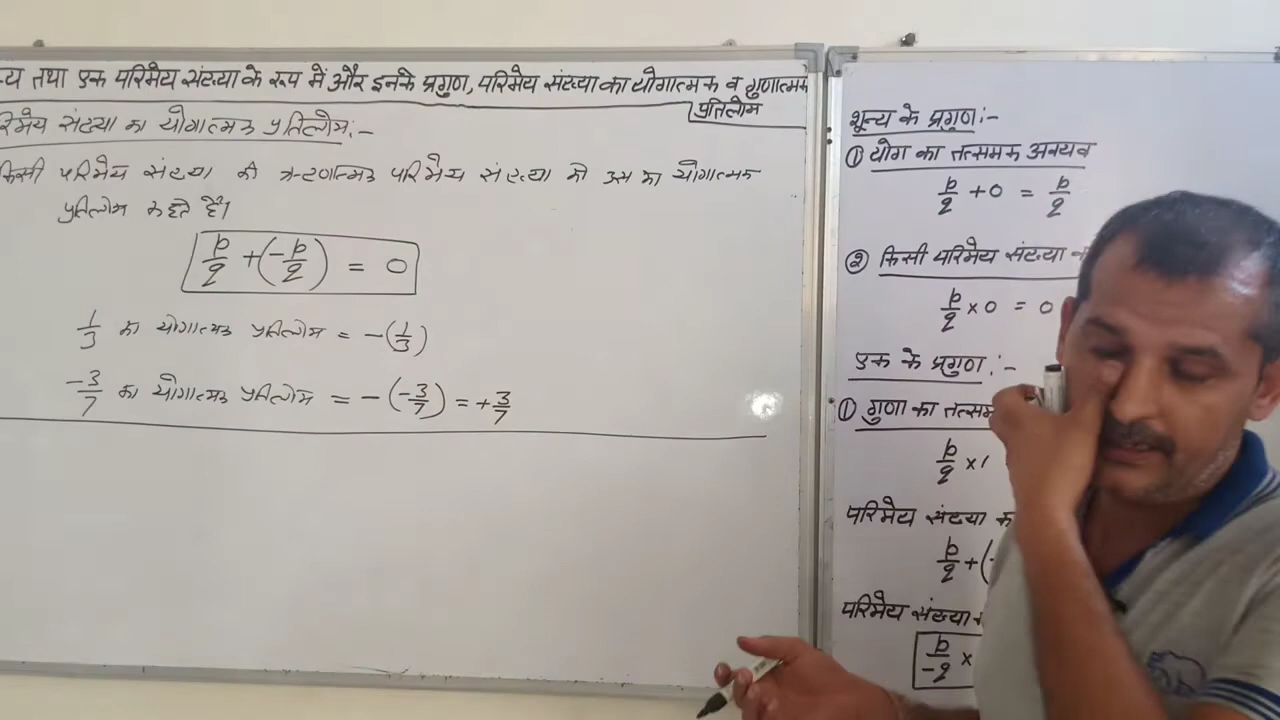 तथा एक परिमेय संख्या के रूप में और इनके प्रगुण, परिमेय संख्या का योगात्मक व गुणात्मक
प्रतिलोम
संख्या का योगात्मक प्रतिलोम:-
किसी परिमेय संख्या की ऋणात्मक परिमेय संख्या को उस का योगात्मक
प्रतिलोम कहते है।
p/q + (-p/q) = 0
1/3 का योगात्मक प्रतिलोम = -(1/3)
-3/7 का योगात्मक प्रतिलोम = -(-3/7) = +3/7
शून्य के प्रगुण:-
① योग का तत्समक अवयव
p/q + 0 = p/q
② किसी परिमेय संख्या
p/q × 0 = 0
एक के प्रगुण:-
① गुणा का तत्सम
p/q × 1
परिमेय संख्या
p/q + (
परिमेय संख्या
p/-q ×